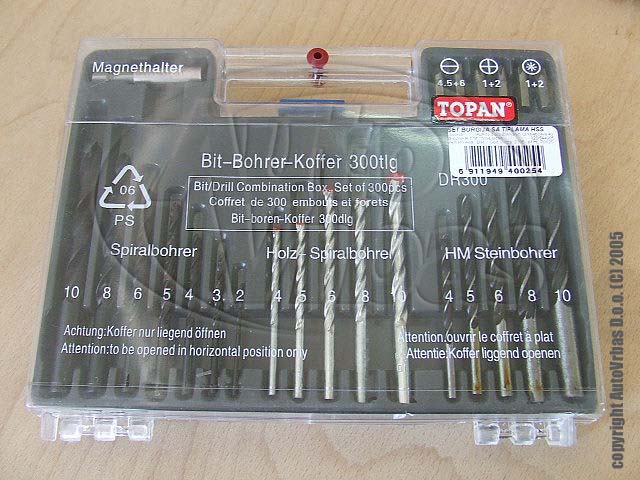 Magnethalter
4.5+6 1+2 1+2
TOPAN®
SET BURGIJA SA TIPLAMA HSS
6 911949 400254
Bit-Bohrer-Koffer 300tlg
DR300
Bit/Drill Combination Box, Set of 300pcs
Coffret de 300 embouts et forets
Bit-boren-Koffer 300dlg
06
PS
Spiralbohrer Holz-Spiralbohrer HM Steinbohrer
10 8 6 5 4 3. 2 4 5 6 8 10 4 5 6 8 10
Achtung:Koffer nur liegend öffnen
Attention:to be opened in horizontal position only
Attention.ouvrir le coffret à plat
Attentie:Koffer liggend openen
copyright AutoVrbas D.o.o. (C) 2005